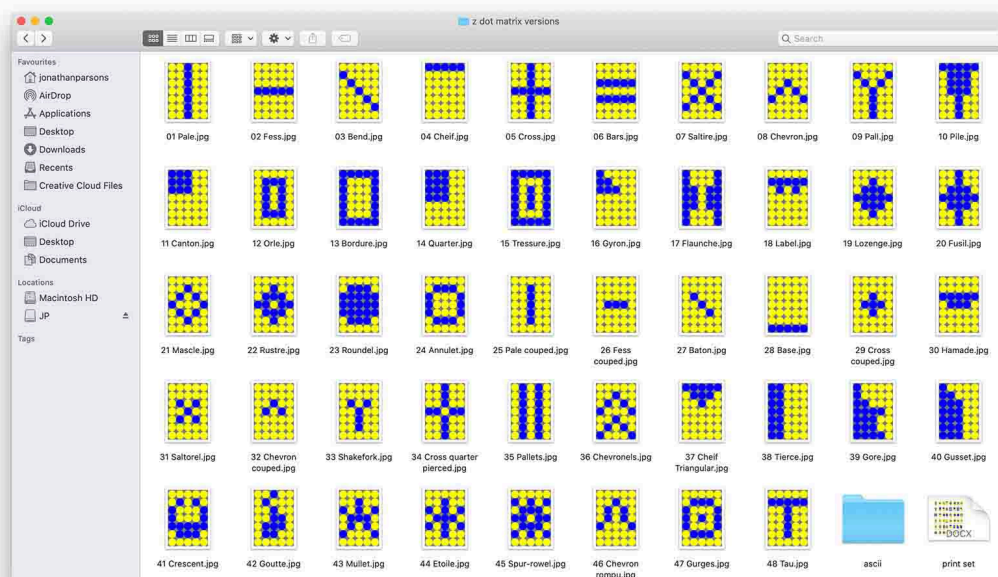 z dot matrix versions
Search
Favourites
jonathanparsons
AirDrop
Applications
Desktop
Downloads
Recents
Creative Cloud Files
iCloud
iCloud Drive
Desktop
Documents
Locations
Macintosh HD
JP
Tags
01 Pale.jpg
02 Fess.jpg
03 Bend.jpg
04 Cheif.jpg
05 Cross.jpg
06 Bars.jpg
07 Saltire.jpg
08 Chevron.jpg
09 Pall.jpg
10 Pile.jpg
11 Canton.jpg
12 Orle.jpg
13 Bordure.jpg
14 Quarter.jpg
15 Tressure.jpg
16 Gyron.jpg
17 Flaunche.jpg
18 Label.jpg
19 Lozenge.jpg
20 Fusil.jpg
21 Mascle.jpg
22 Rustre.jpg
23 Roundel.jpg
24 Annulet.jpg
25 Pale couped.jpg
26 Fess
couped.jpg
27 Baton.jpg
28 Base.jpg
29 Cross
couped.jpg
30 Hamade.jpg
31 Saltorel.jpg
32 Chevron
couped.jpg
33 Shakefork.jpg
34 Cross quarter
pierced.jpg
35 Pallets.jpg
36 Chevronels.jpg
37 Cheif
Triangular.jpg
38 Tierce.jpg
39 Gore.jpg
40 Gusset.jpg
41 Crescent.jpg
42 Goutte.jpg
43 Mullet.jpg
44 Etoile.jpg
45 Spur-rowel.jpg
46 Chevron
rompu.jpg
47 Gurges.jpg
48 Tau.jpg
ascii
DOCX
print set